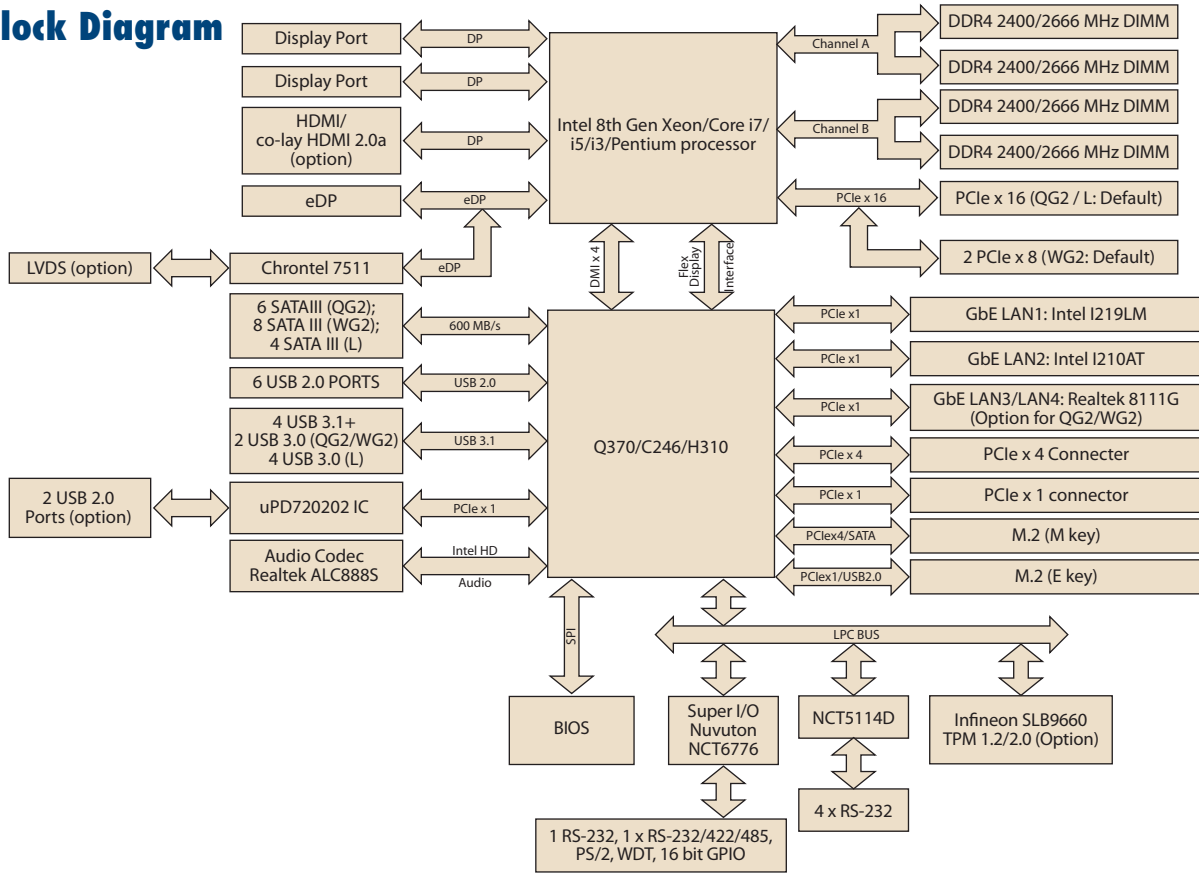 lock Diagram
Display Port
DP
Display Port
DP
HDMI/
co-lay HDMI 2.0a
(option)
DP
eDP
eDP
LVDS (option)
Chrontel 7511
eDP
Intel 8th Gen Xeon/Core i7/
i5/i3/Pentium processor
Channel A
DDR4 2400/2666 MHz DIMM
DDR4 2400/2666 MHz DIMM
Channel B
DDR4 2400/2666 MHz DIMM
DDR4 2400/2666 MHz DIMM
PCIe x 16
PCIe x 16 (QG2 / L: Default)
2 PCIe x 8 (WG2: Default)
DMI x 4
Flex
Display
Interface
6 SATAIII (QG2);
8 SATA III (WG2);
4 SATA III (L)
600 MB/s
6 USB 2.0 PORTS
USB 2.0
4 USB 3.1+
2 USB 3.0 (QG2/WG2)
4 USB 3.0 (L)
USB 3.1
2 USB 2.0
Ports (option)
uPD720202 IC
PCIe x 1
Audio Codec
Realtek ALC888S
Intel HD
Audio
Q370/C246/H310
PCIe x1
GbE LAN1: Intel I219LM
PCIe x1
GbE LAN2: Intel I210AT
PCIe x1
GbE LAN3/LAN4: Realtek 8111G
(Option for QG2/WG2)
PCIe x 4
PCIe x 4 Connecter
PCIe x 1
PCIe x 1 connector
PCIex4/SATA
M.2 (M key)
PCIex1/USB2.0
M.2 (E key)
SPI
LPC BUS
BIOS
Super I/O
Nuvuton
NCT6776
NCT5114D
Infineon SLB9660
TPM 1.2/2.0 (Option)
4 x RS-232
1 RS-232, 1 x RS-232/422/485,
PS/2, WDT, 16 bit GPIO